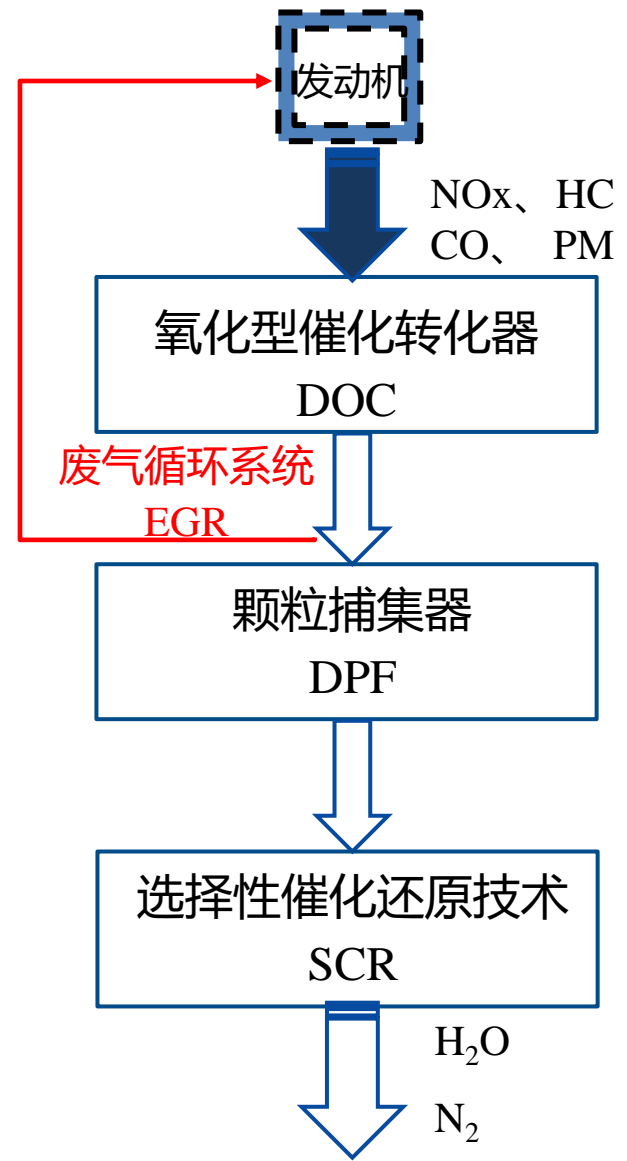 发动机
NOx、HC
CO、 PM
氧化型催化转化器
DOC
废气循环系统
EGR
颗粒捕集器
DPF
选择性催化还原技术
SCR
H₂O
N₂